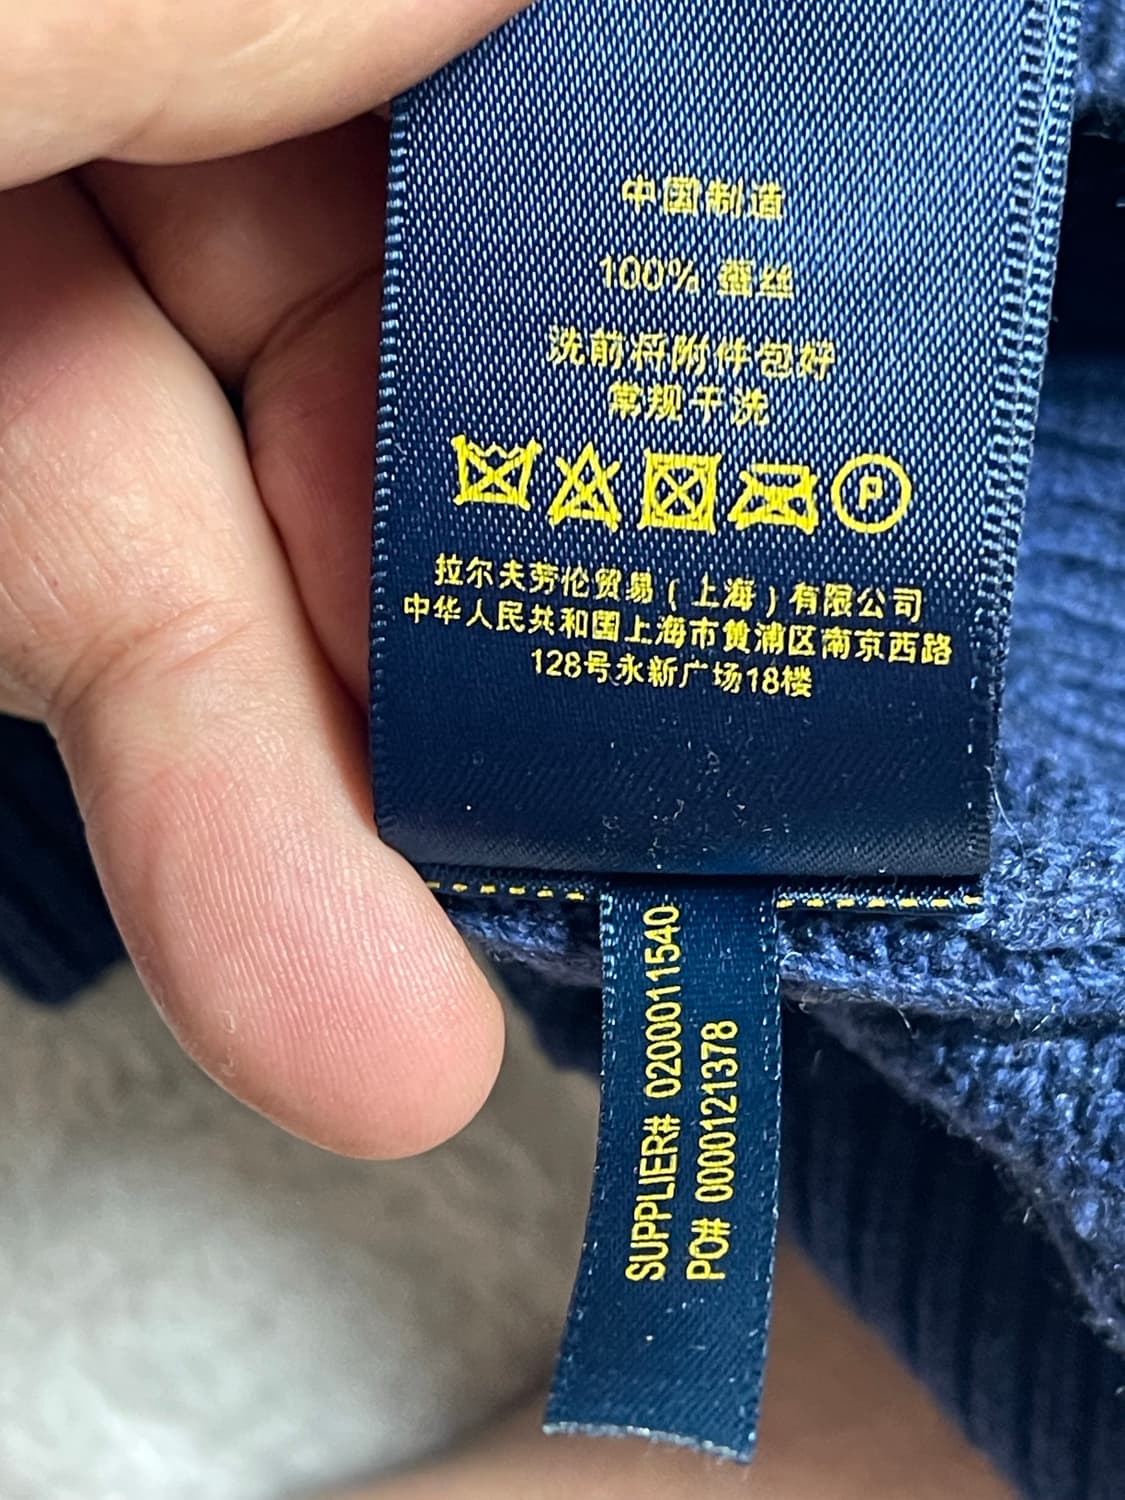 中国制造
100% 蚕丝
洗前将附件包好
常规干洗
P
拉尔夫劳伦贸易(上海)有限公司
中华人民共和国上海市黄浦区南京西路
128号永新广场18楼
SUPPLIER# 0200011540
PO# 0000121378